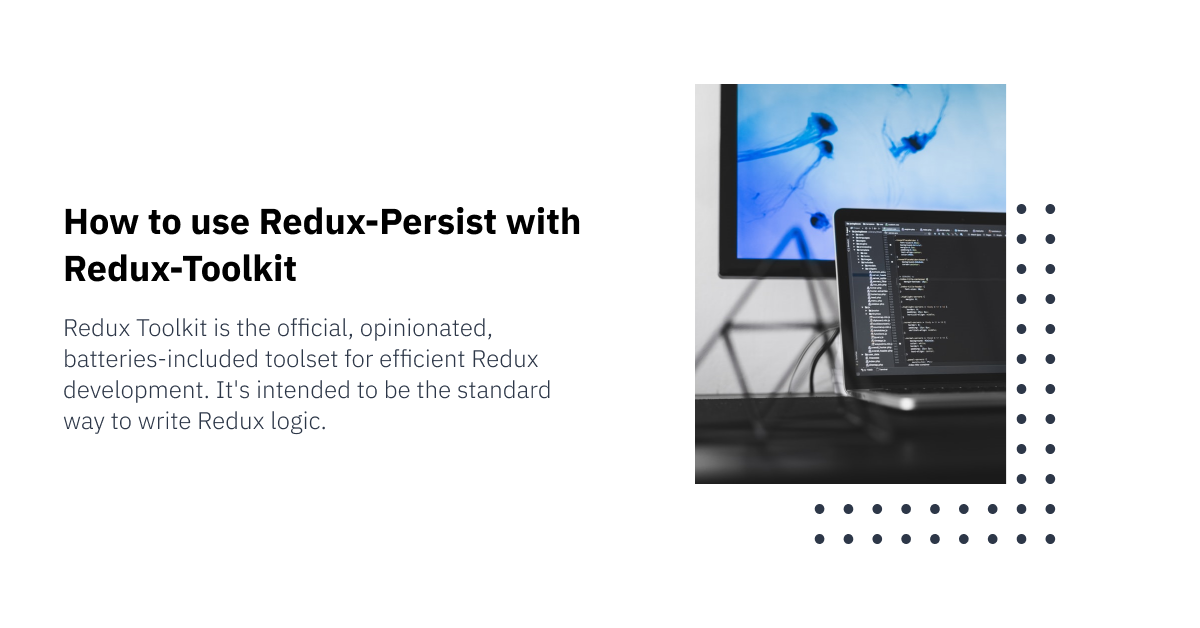 How to use Redux-Persist with
Redux-Toolkit
Redux Toolkit is the official, opinionated,
batteries-included toolset for efficient Redux
development. It's intended to be the standard
way to write Redux logic.